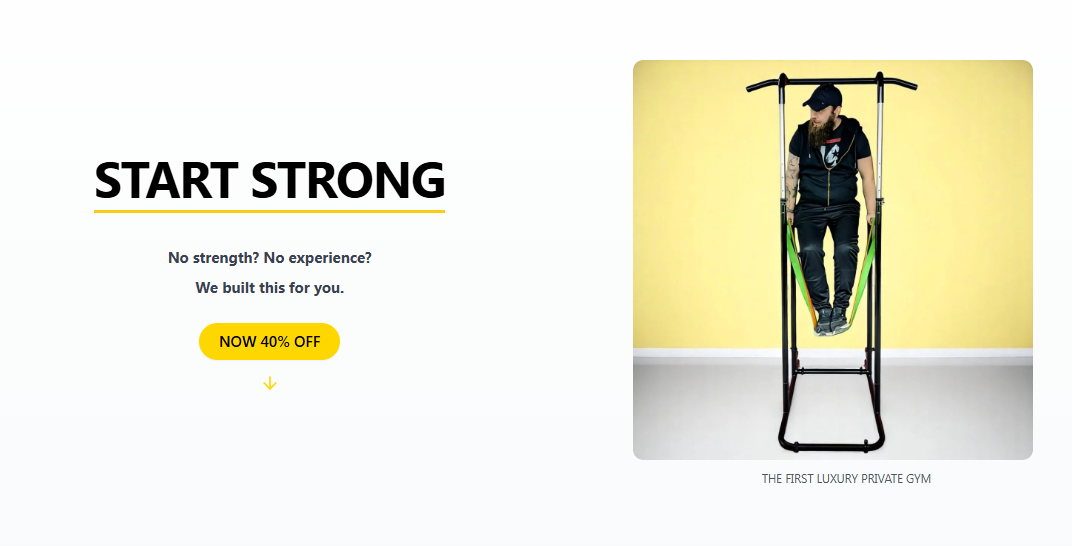 START STRONG
No strength? No experience?
We built this for you.
NOW 40% OFF
THE FIRST LUXURY PRIVATE GYM